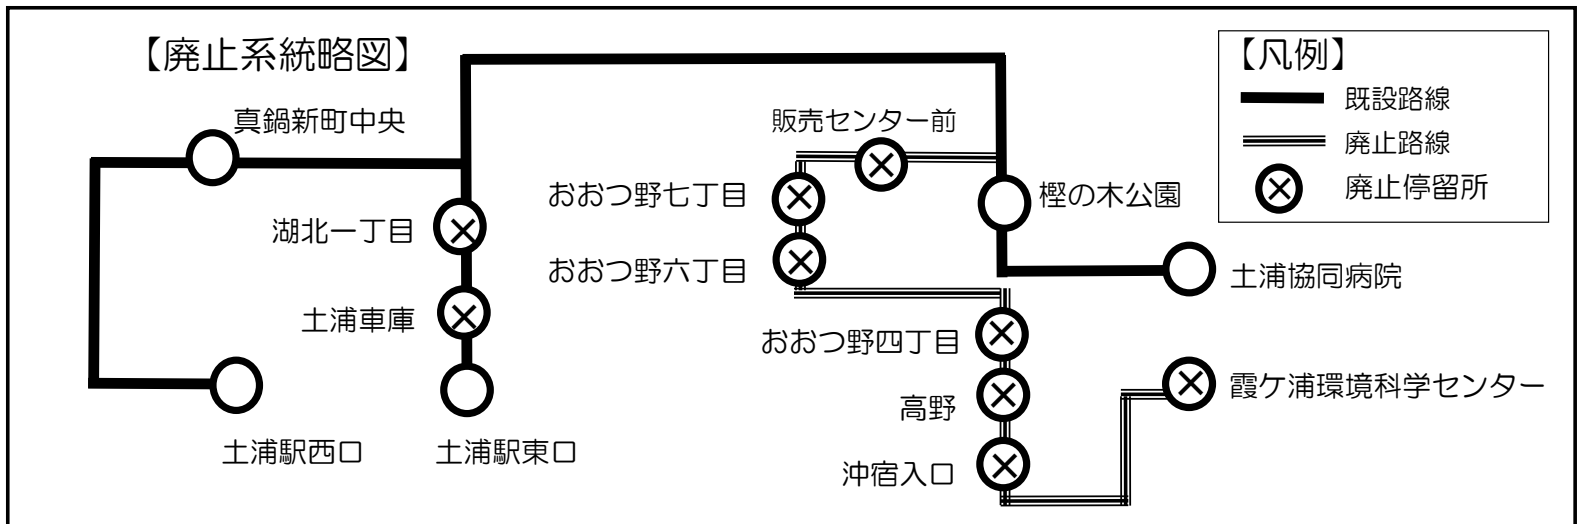 【廃止系統略図】
【凡例】
既設路線
廃止路線
廃止停留所
真鍋新町中央
販売センター前
おおつ野七丁目
樫の木公園
湖北一丁目
おおつ野六丁目
土浦協同病院
土浦車庫
おおつ野四丁目
霞ケ浦環境科学センター
高野
土浦駅西口
土浦駅東口
沖宿入口